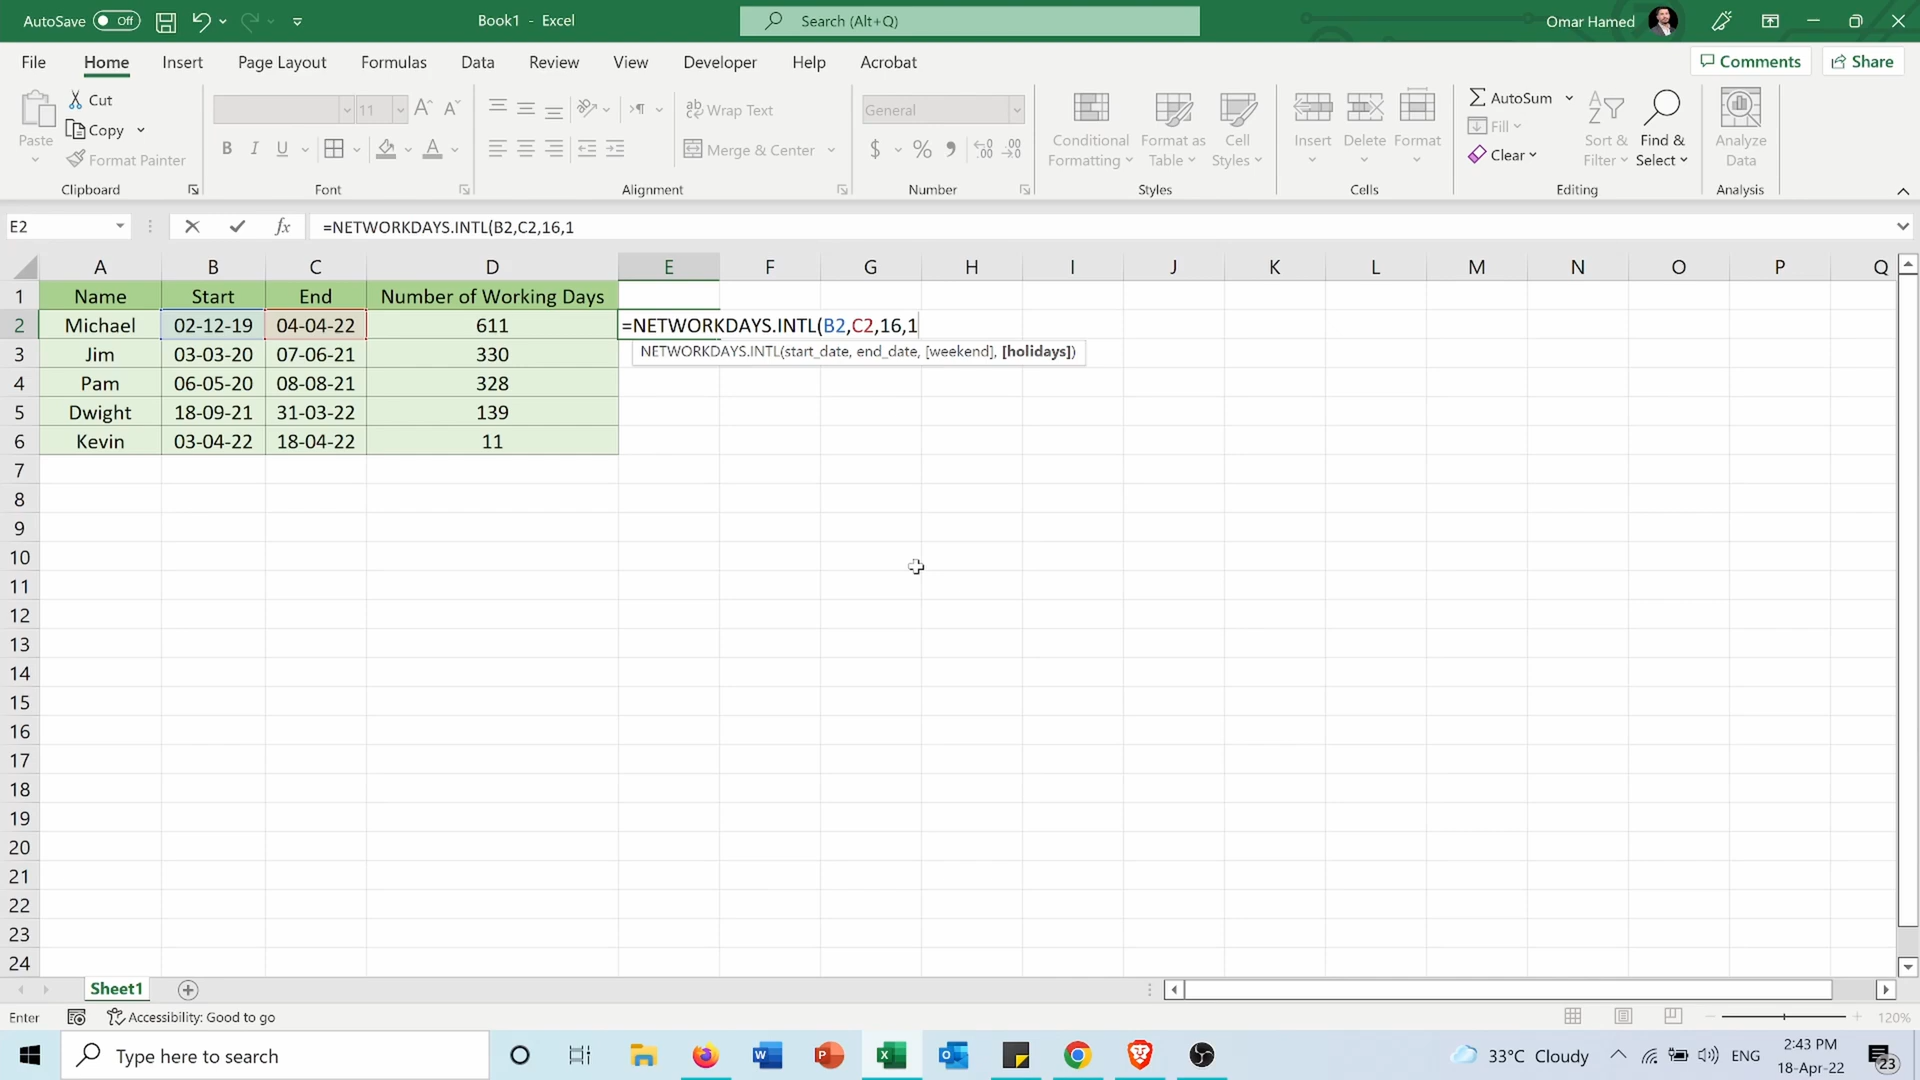 AutoSave Off Book1 - Excel Search (Alt+Q) Omar Hamed
File Home Insert Page Layout Formulas Data Review View Developer Help Acrobat Comments Share
Paste
Cut
Copy
Format Painter
Clipboard
11
B I U A
Font
ab Wrap Text
Merge & Center
Alignment
General
$ % 9
Number
Conditional Formatting
Format as Table
Cell Styles
Styles
Insert Delete Format
Cells
AutoSum
Fill
Clear
Sort & Filter
Find & Select
Editing
Analyze Data
Analysis
E2 fx =NETWORKDAYS.INTL(B2,C2,16,1
A B C D E F G H I J K L M N O P Q
1 Name Start End Number of Working Days
2 Michael 02-12-19 04-04-22 611 =NETWORKDAYS.INTL(B2,C2,16,1
NETWORKDAYS.INTL(start_date, end_date, [weekend], [holidays])
3 Jim 03-03-20 07-06-21 330
4 Pam 06-05-20 08-08-21 328
5 Dwight 18-09-21 31-03-22 139
6 Kevin 03-04-22 18-04-22 11
7
8
9
10
11
12
13
14
15
16
17
18
19
20
21
22
23
24
Sheet1
Enter Accessibility: Good to go 120%
Type here to search 33°C Cloudy ENG 2:43 PM
18-Apr-22 23